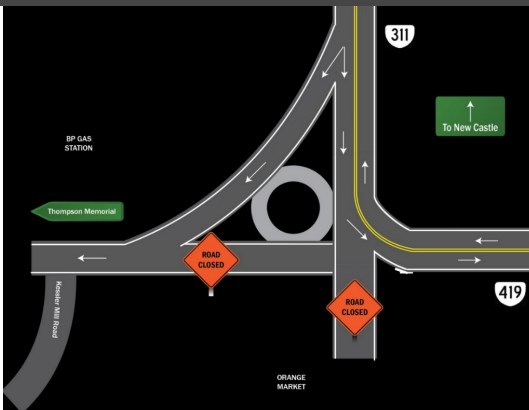 311
To New Castle
BP GAS
STATION
Thompson Memorial
ROAD
CLOSED
Kessler Mill Road
ROAD
CLOSED
419
ORANGE
MARKET